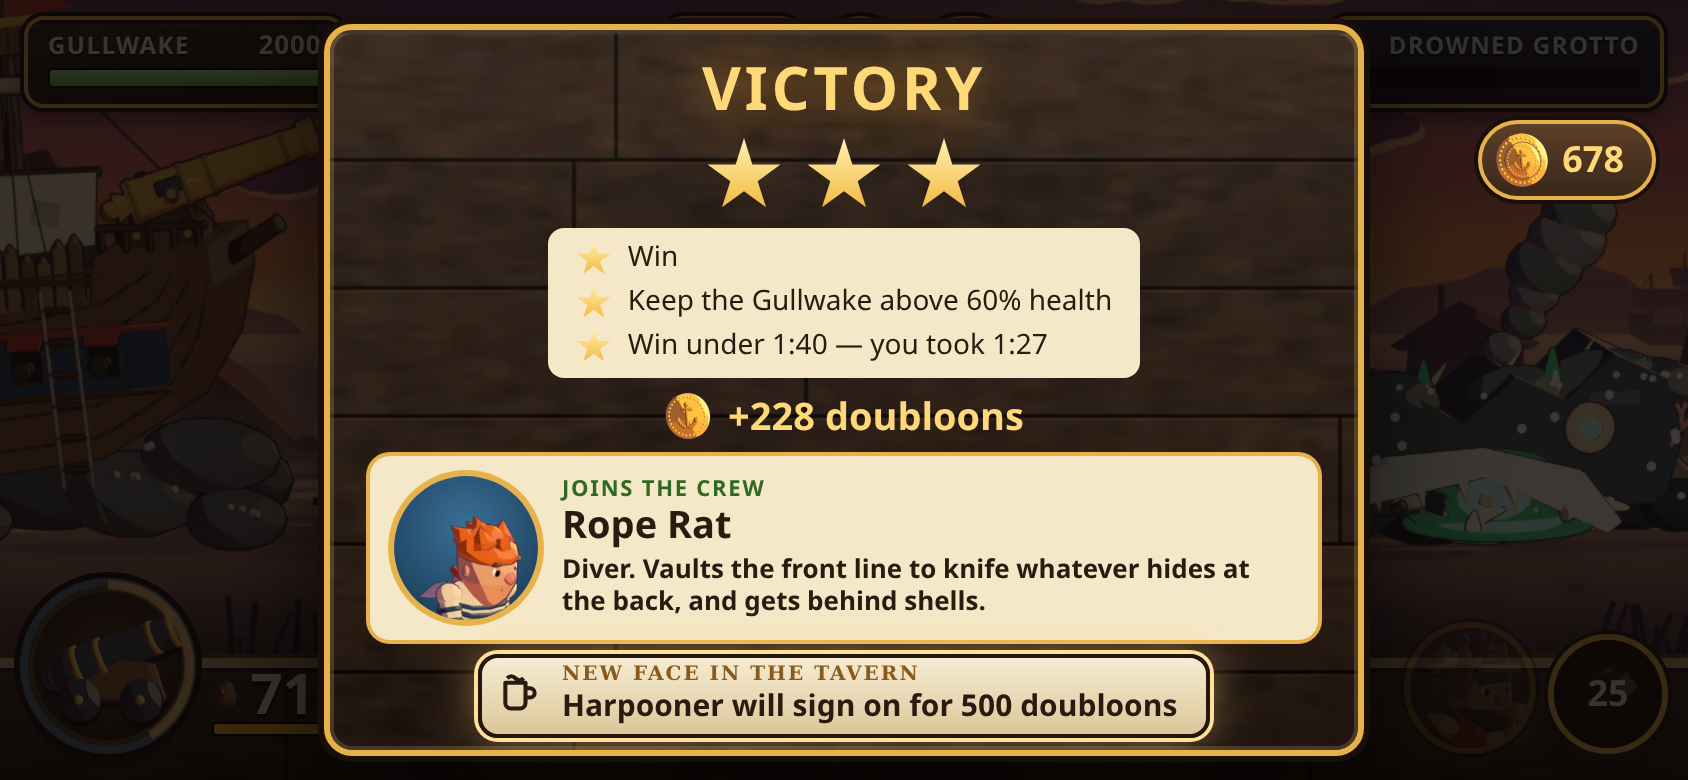 GULLWAKE 2000
DROWNED GROTTO
678
VICTORY
Win
Keep the Gullwake above 60% health
Win under 1:40 — you took 1:27
+228 doubloons
JOINS THE CREW
Rope Rat
Diver. Vaults the front line to knife whatever hides at
the back, and gets behind shells.
NEW FACE IN THE TAVERN
Harpooner will sign on for 500 doubloons
71
25